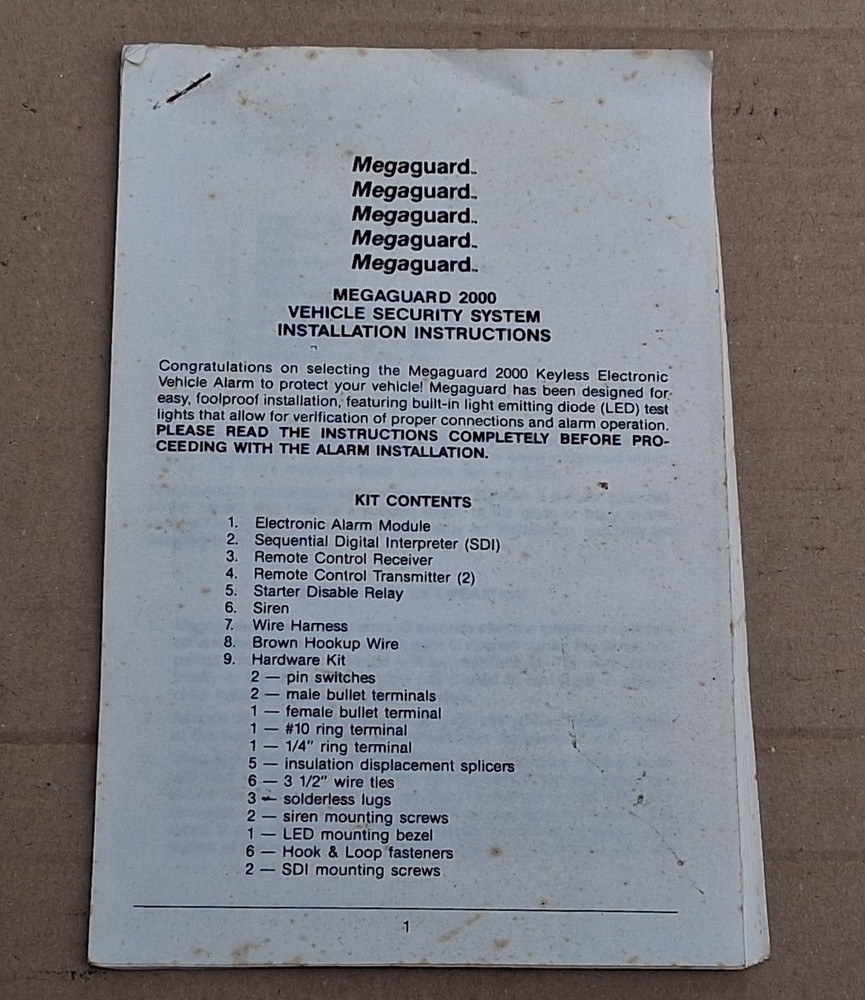 Megaguard™
Megaguard™
Megaguard™
Megaguard™
Megaguard™
MEGAGUARD 2000
VEHICLE SECURITY SYSTEM
INSTALLATION INSTRUCTIONS
Congratulations on selecting the Megaguard 2000 Keyless Electronic
Vehicle Alarm to protect your vehicle! Megaguard has been designed for
easy, foolproof installation, featuring built-in light emitting diode (LED) test
lights that allow for verification of proper connections and alarm operation.
PLEASE READ THE INSTRUCTIONS COMPLETELY BEFORE PRO-
CEEDING WITH THE ALARM INSTALLATION.
KIT CONTENTS
1. Electronic Alarm Module
2. Sequential Digital Interpreter (SDI)
3. Remote Control Receiver
4. Remote Control Transmitter (2)
5. Starter Disable Relay
6. Siren
7. Wire Harness
8. Brown Hookup Wire
9. Hardware Kit
2 — pin switches
2 — male bullet terminals
1 — female bullet terminal
1 — #10 ring terminal
1 — 1/4" ring terminal
5 — insulation displacement splicers
6 — 3 1/2" wire ties
3 — solderless lugs
2 — siren mounting screws
1 — LED mounting bezel
6 — Hook & Loop fasteners
2 — SDI mounting screws
1